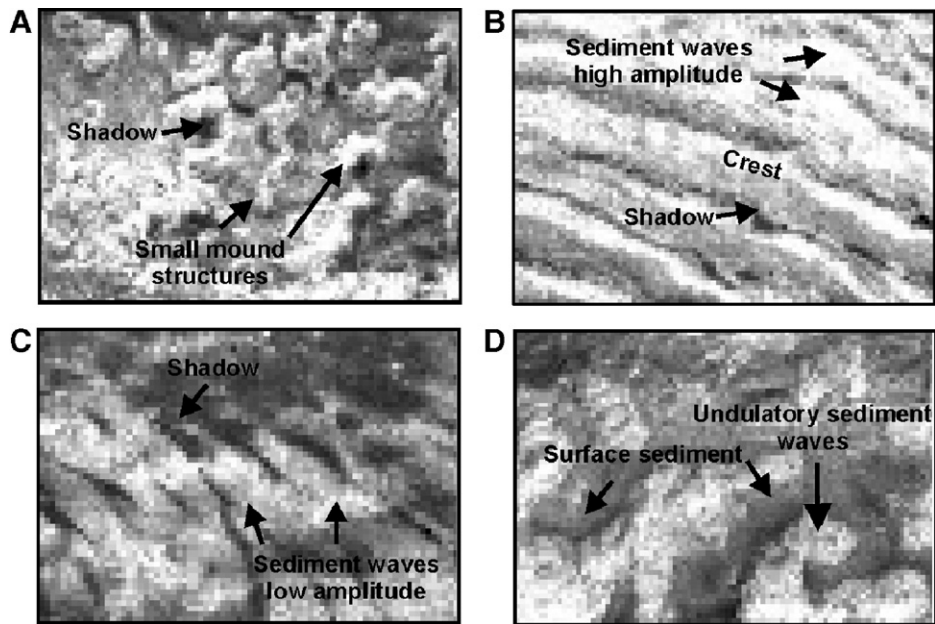 A
Shadow
Small mound
structures
B
Sediment waves
high amplitude
Crest
Shadow
C
Shadow
Sediment waves
low amplitude
D
Undulatory sediment
waves
Surface sediment